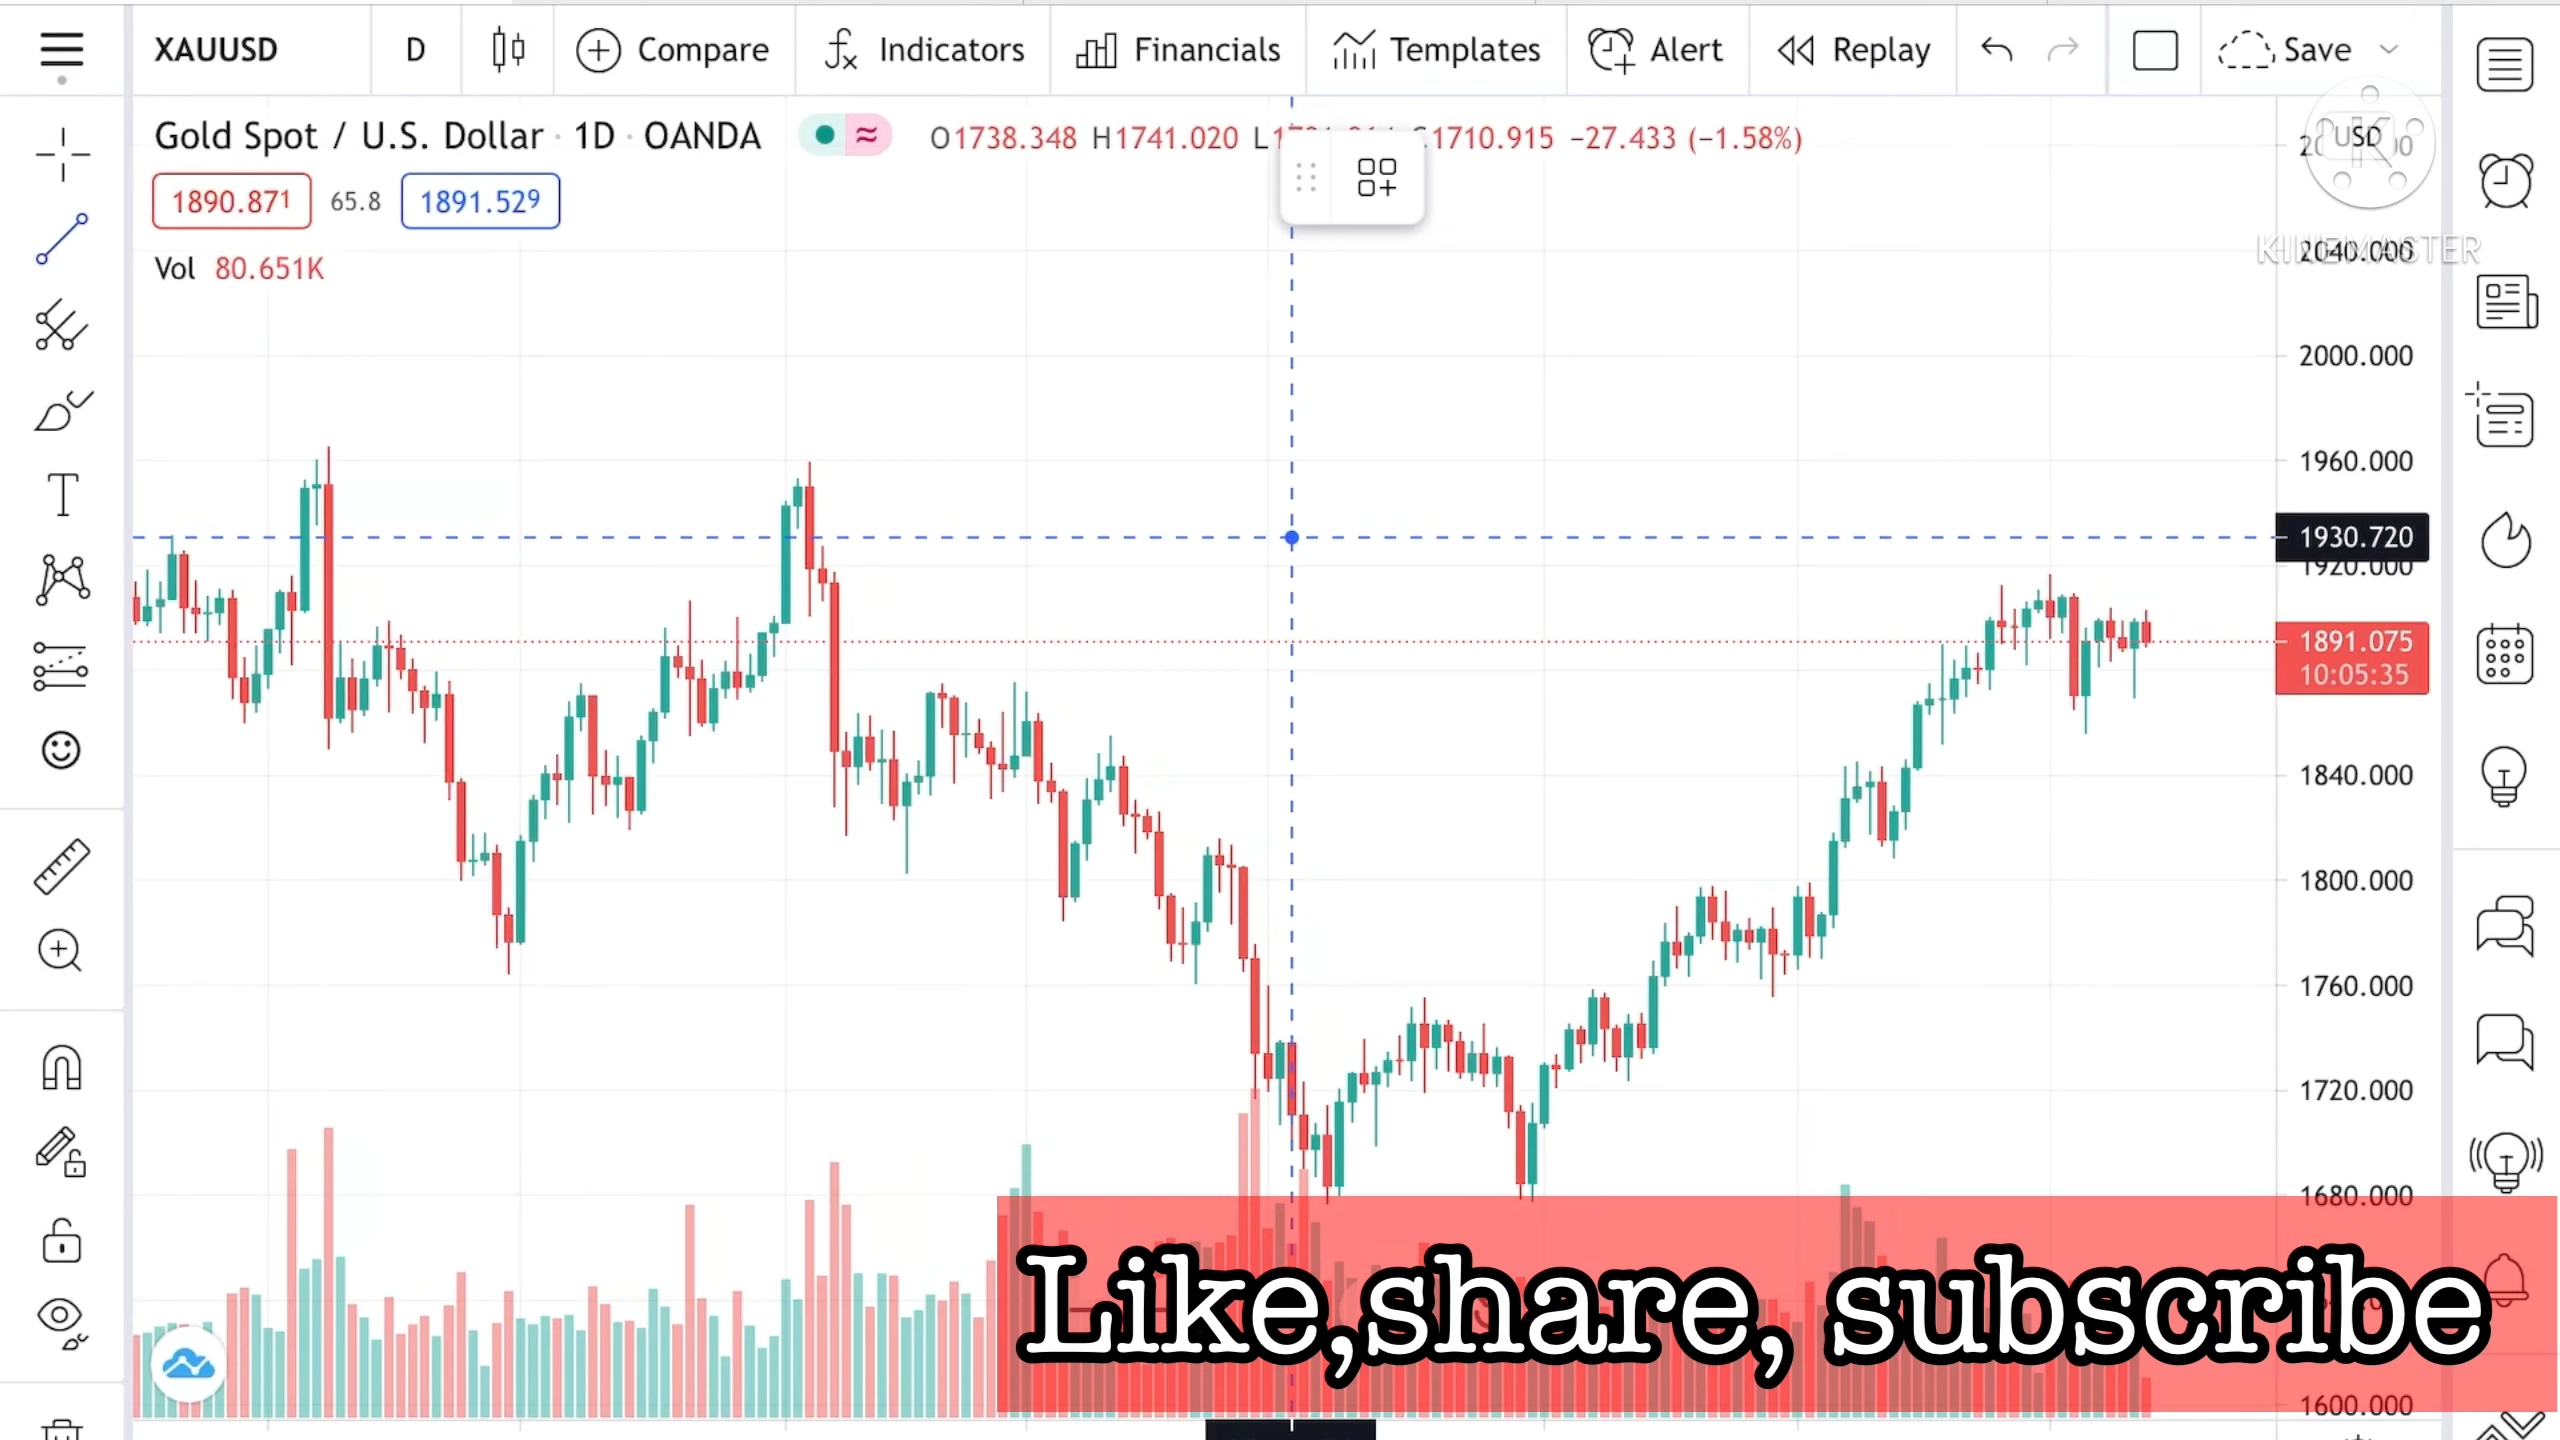 XAUUSD D Compare Indicators Financials Templates Alert Replay Save
Gold Spot / U.S. Dollar · 1D · OANDA O1738.348 H1741.020 L 1710.915 −27.433 (−1.58%)
USD
1890.871 65.8 1891.529
KINEMASTER
2040.000
Vol 80.651K
2000.000
1960.000
1930.720
1920.000
1891.075
10:05:35
1840.000
1800.000
1760.000
1720.000
1680.000
Like,share, subscribe
1600.000